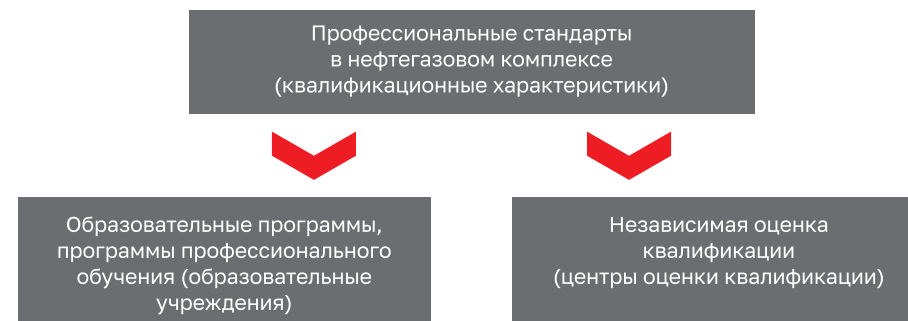 Профессиональные стандарты
в нефтегазовом комплексе
(квалификационные характеристики)
Образовательные программы,
программы профессионального
обучения (образовательные
учреждения)
Независимая оценка
квалификации
(центры оценки квалификации)